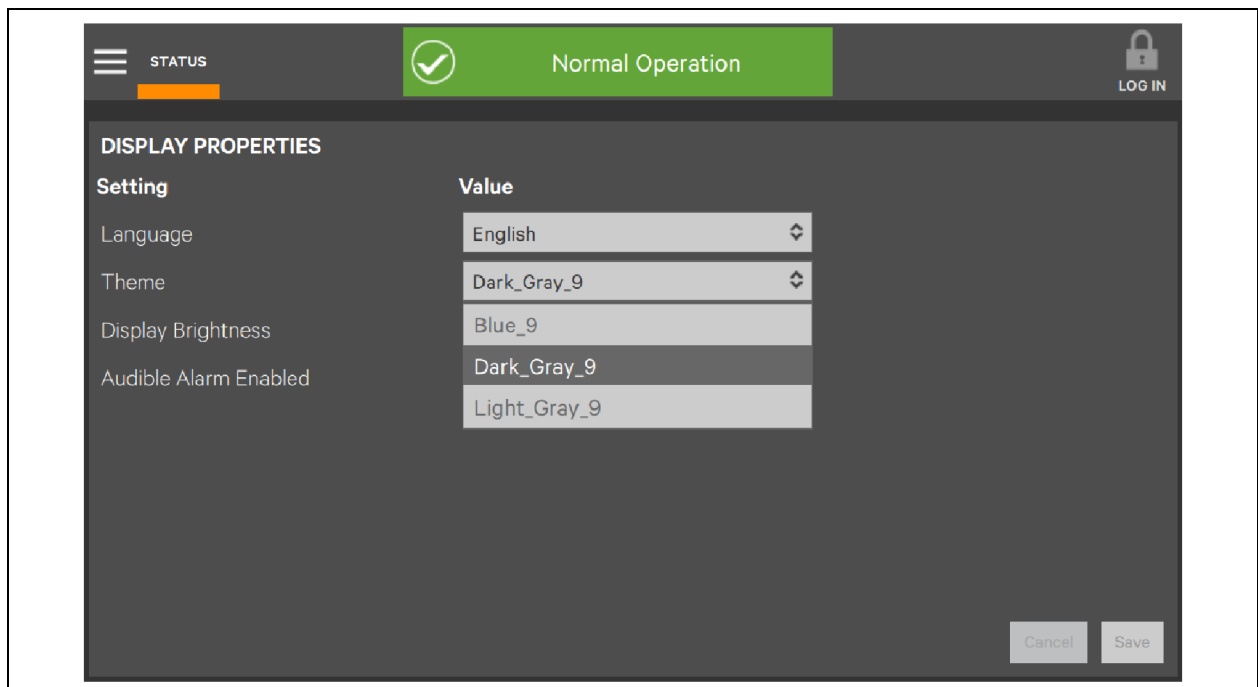 STATUS
Normal Operation
LOG IN
DISPLAY PROPERTIES
Setting Value
Language English
Theme Dark_Gray_9
Display Brightness Blue_9
Dark_Gray_9
Audible Alarm Enabled
Light_Gray_9
Cancel Save